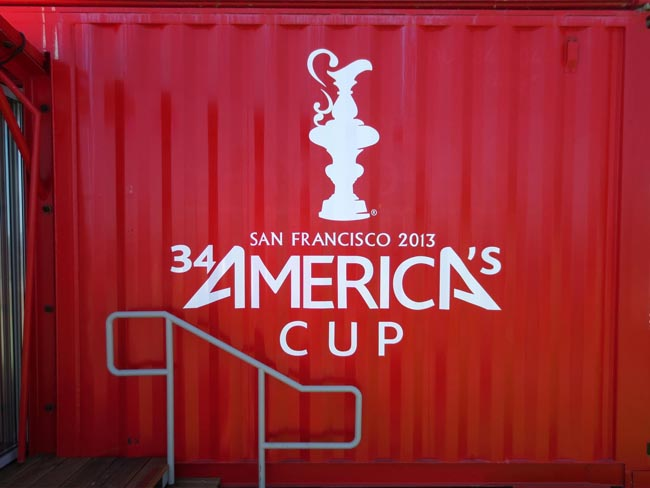 ®
SAN FRANCISCO 2013
34 AMERICA'S
CUP